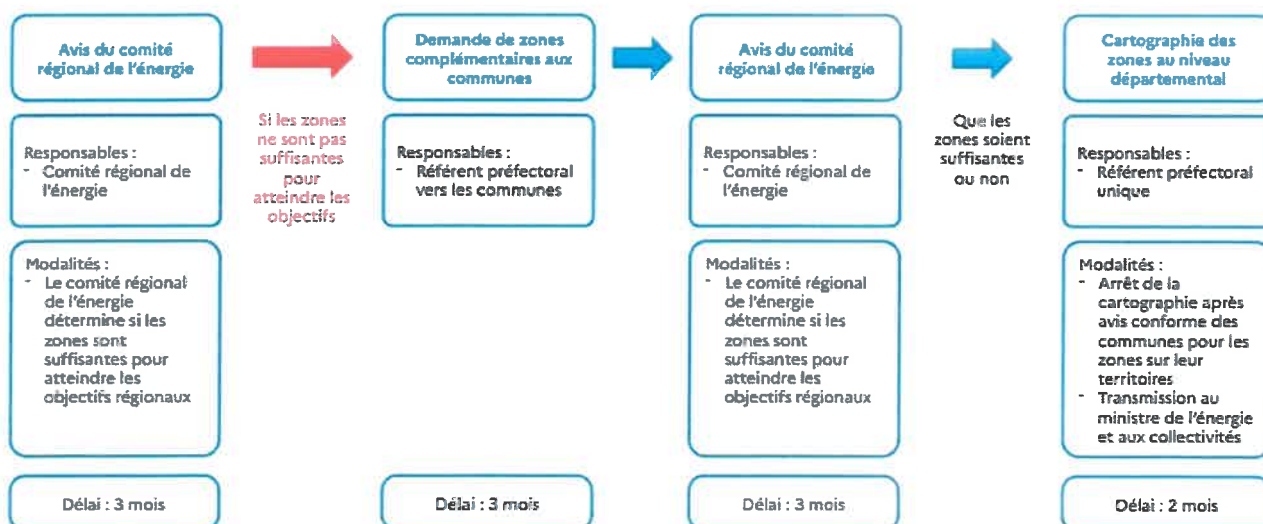 Avis du comité
régional de l'énergie
Si les zones
ne sont pas
suffisantes
pour
atteindre les
objectifs
Demande de zones
complémentaires aux
communes
Avis du comité
régional de l'énergie
Que les
zones soient
suffisantes
ou non
Cartographie des
zones au niveau
départemental
Responsables :
- Comité régional de
l'énergie
Responsables :
- Référent préfectoral
vers les communes
Responsables :
- Comité régional de
l'énergie
Responsables :
- Référent préfectoral
unique
Modalités :
- Le comité régional
de l'énergie
détermine si les
zones sont
suffisantes pour
atteindre les
objectifs régionaux
Modalités :
- Le comité régional
de l'énergie
détermine si les
zones sont
suffisantes pour
atteindre les
objectifs régionaux
Modalités :
- Arrêt de la
cartographie après
avis conforme des
communes pour les
zones sur leur
territoires
- Transmission au
ministre de l'énergie
et aux collectivités
Délai : 3 mois
Délai : 3 mois
Délai : 3 mois
Délai : 2 mois